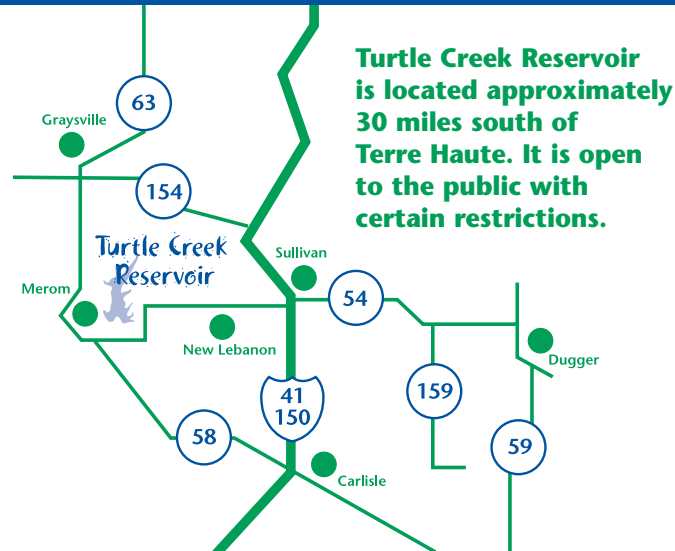 Turtle Creek Reservoir
is located approximately
30 miles south of
Terre Haute. It is open
to the public with
certain restrictions.
63
Graysville
154
Turtle Creek
Reservoir
Sullivan
Merom
54
New Lebanon
Dugger
41
150
159
58
59
Carlisle